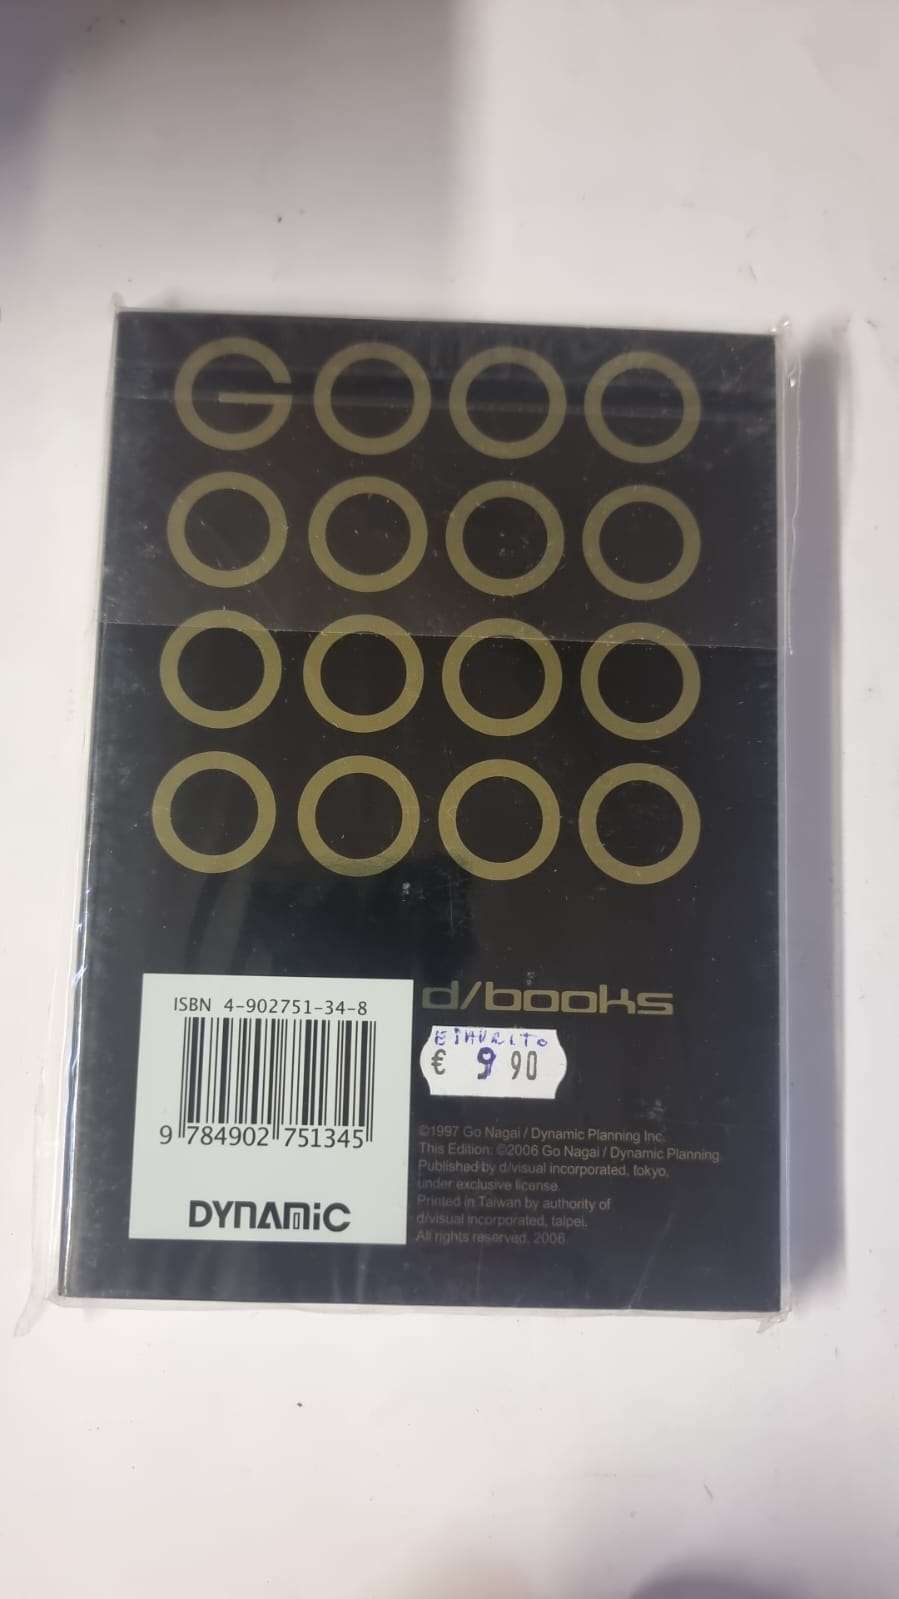 GOOO
OOOO
OOOO
OOOO
d/books
ISBN 4-902751-34-8
€ 9 90
9 784902 751345
DYNAMIC
©1997 Go Nagai / Dynamic Planning Inc.
This Edition: ©2006 Go Nagai / Dynamic Planning.
Published by d/visual incorporated, tokyo,
under exclusive license.
Printed in Taiwan by authority of
d/visual incorporated, taipei.
All rights reserved. 2006